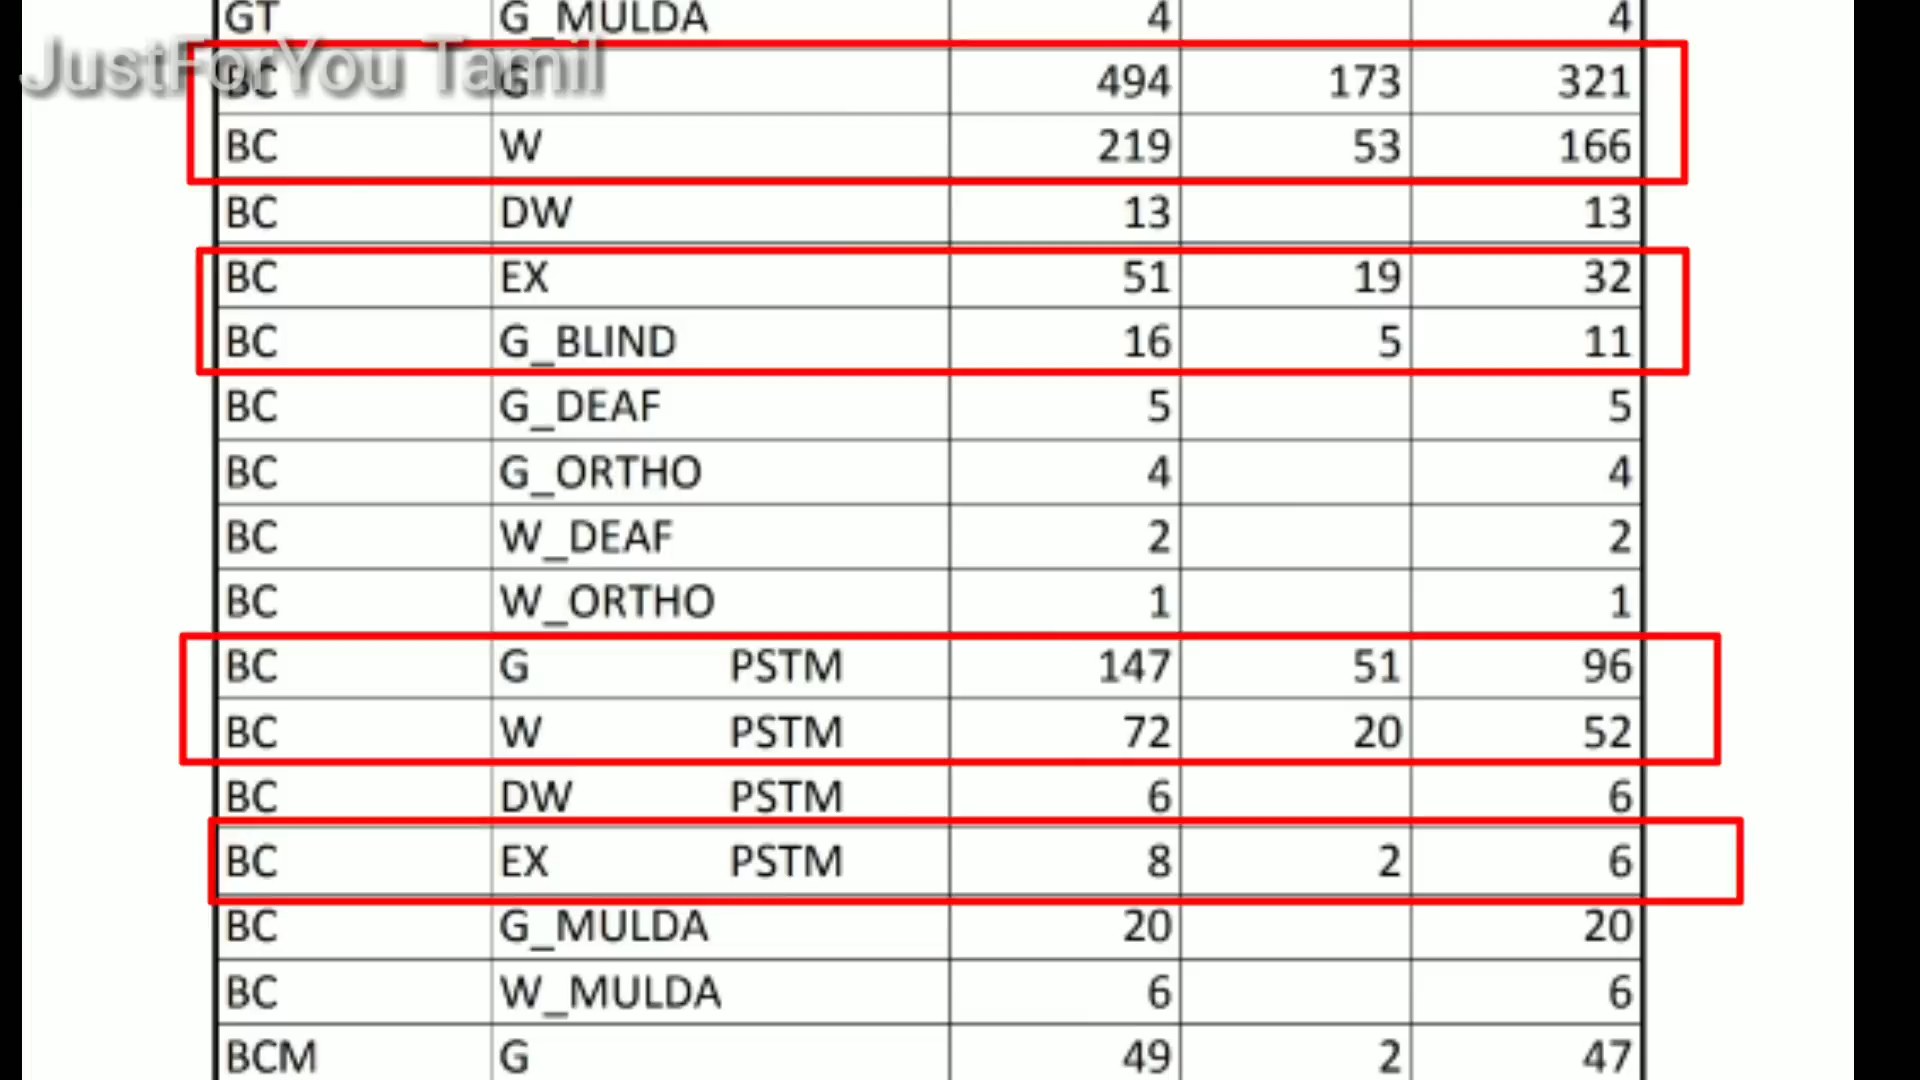 GT G_MULDA 4 4
JustForYou Tamil
BC G 494 173 321
BC W 219 53 166
BC DW 13 13
BC EX 51 19 32
BC G_BLIND 16 5 11
BC G_DEAF 5 5
BC G_ORTHO 4 4
BC W_DEAF 2 2
BC W_ORTHO 1 1
BC G PSTM 147 51 96
BC W PSTM 72 20 52
BC DW PSTM 6 6
BC EX PSTM 8 2 6
BC G_MULDA 20 20
BC W_MULDA 6 6
BCM G 49 2 47